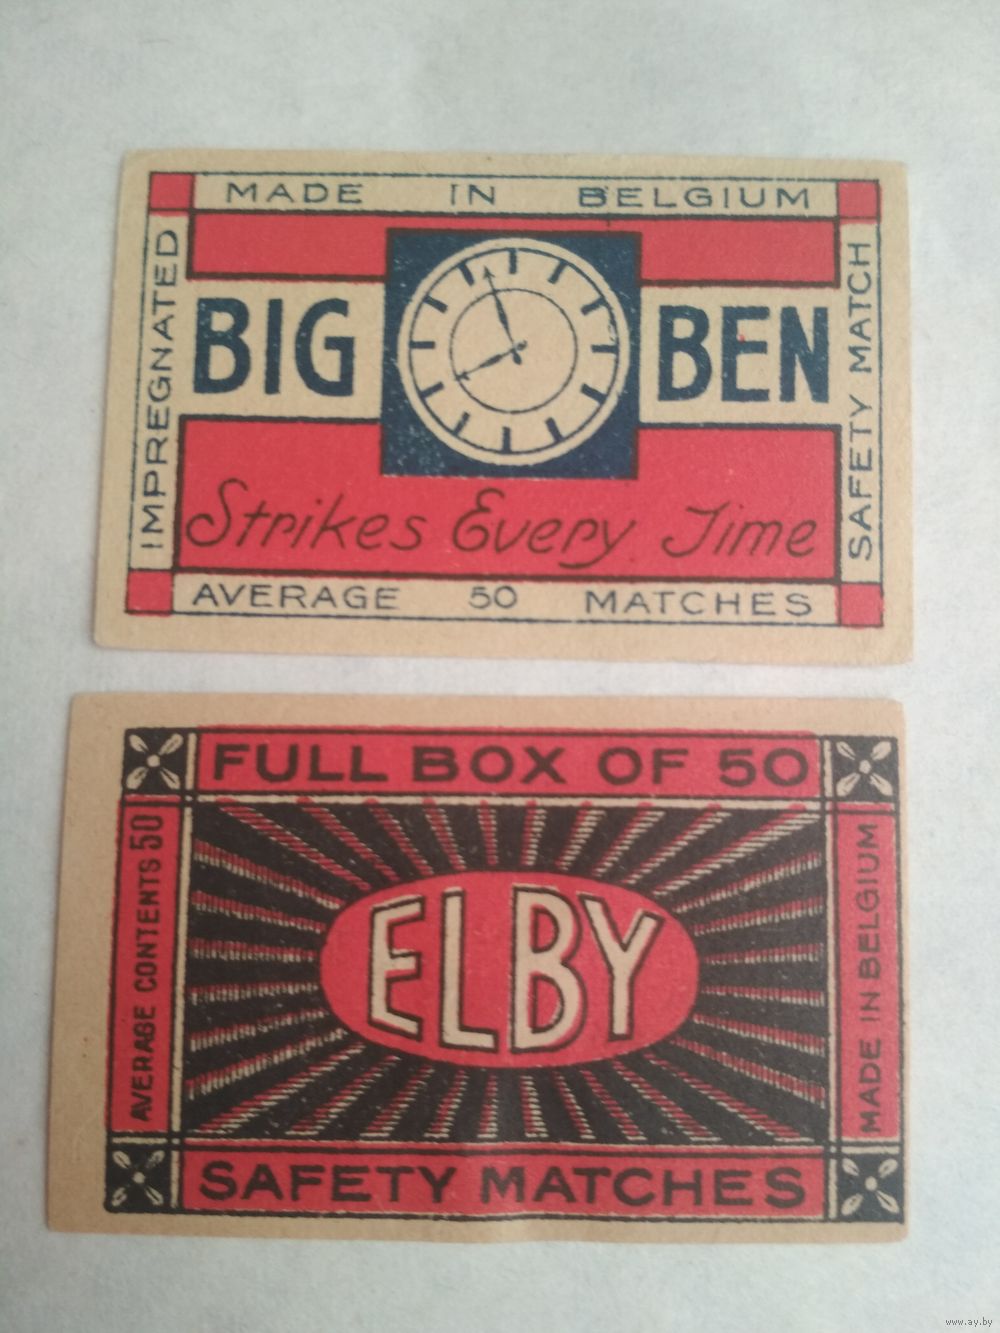 MADE IN BELGIUM
IMPREGNATED
BIG BEN
SAFETY MATCH
Strikes Every Time
AVERAGE 50 MATCHES
FULL BOX OF 50
AVERAGE CONTENTS 50
ELBY
MADE IN BELGIUM
SAFETY MATCHES
www.ay.by